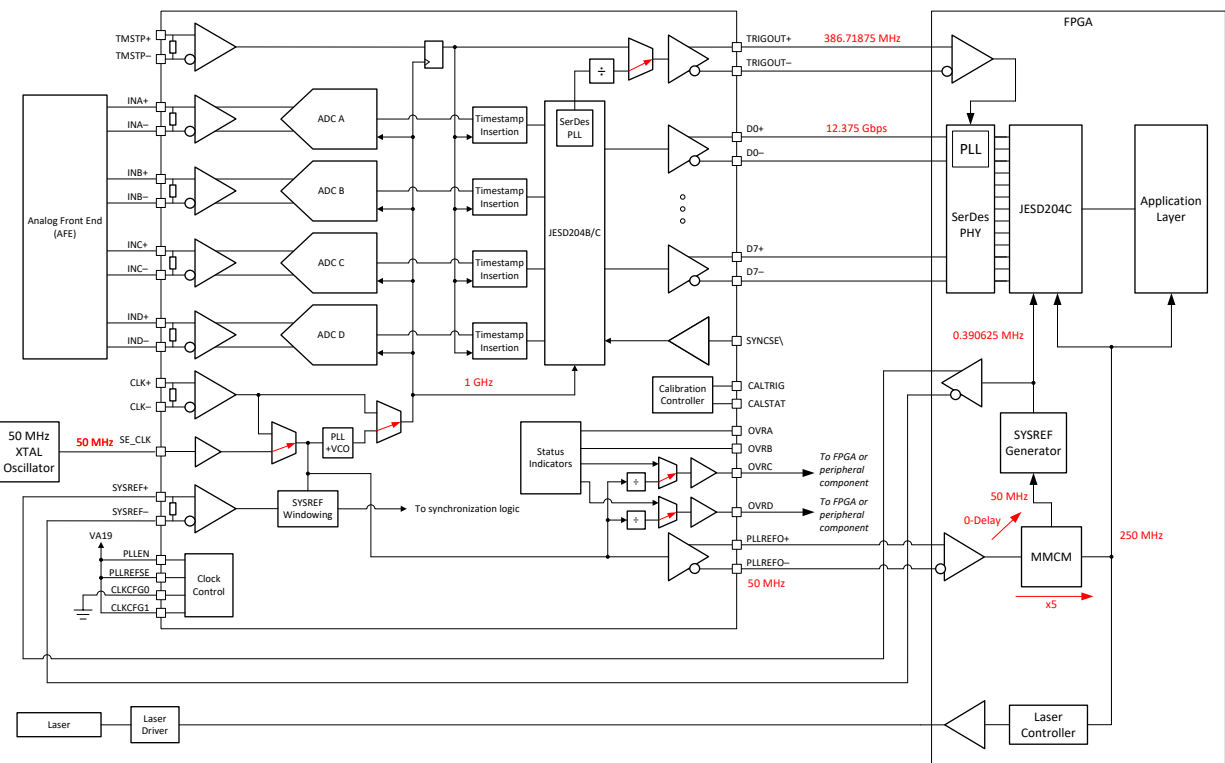 FPGA
TMSTP+
TMSTP–
TRIGOUT+
386.71875 MHz
TRIGOUT–
÷
INA+
INA–
ADC A
Timestamp
Insertion
SerDes
PLL
D0+
12.375 Gbps
D0–
PLL
INB+
INB–
ADC B
Timestamp
Insertion
Analog Front End
(AFE)
JESD204B/C
SerDes
PHY
JESD204C
Application
Layer
INC+
INC–
ADC C
Timestamp
Insertion
D7+
D7–
IND+
IND–
ADC D
Timestamp
Insertion
SYNCSE\
0.390625 MHz
CLK+
CLK–
1 GHz
Calibration
Controller
CALTRIG
CALSTAT
50 MHz
XTAL
Oscillator
50 MHz
SE_CLK
PLL
+VCO
Status
Indicators
OVRA
OVRB
OVRC
To FPGA or
peripheral
component
÷
SYSREF
Generator
SYSREF+
SYSREF–
SYSREF
Windowing
To synchronization logic
OVRD
To FPGA or
peripheral
component
÷
50 MHz
0-Delay
VA19
PLLEN
PLLREFSE
CLKCFG0
CLKCFG1
Clock
Control
PLLREFO+
PLLREFO–
50 MHz
MMCM
250 MHz
x5
Laser
Laser
Driver
Laser
Controller